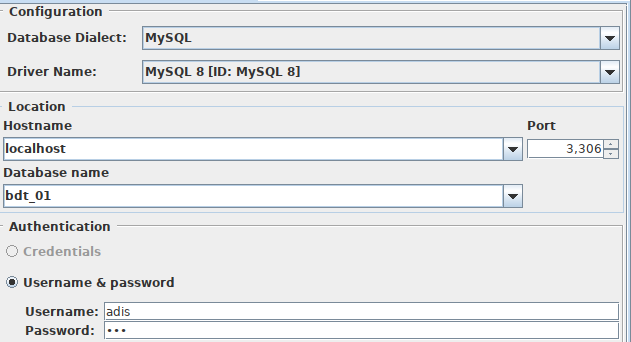 Configuration
Database Dialect: MySQL
Driver Name: MySQL 8 [ID: MySQL 8]
Location
Hostname Port
localhost 3,306
Database name
bdt_01
Authentication
Credentials
Username & password
Username: adis
Password: •••